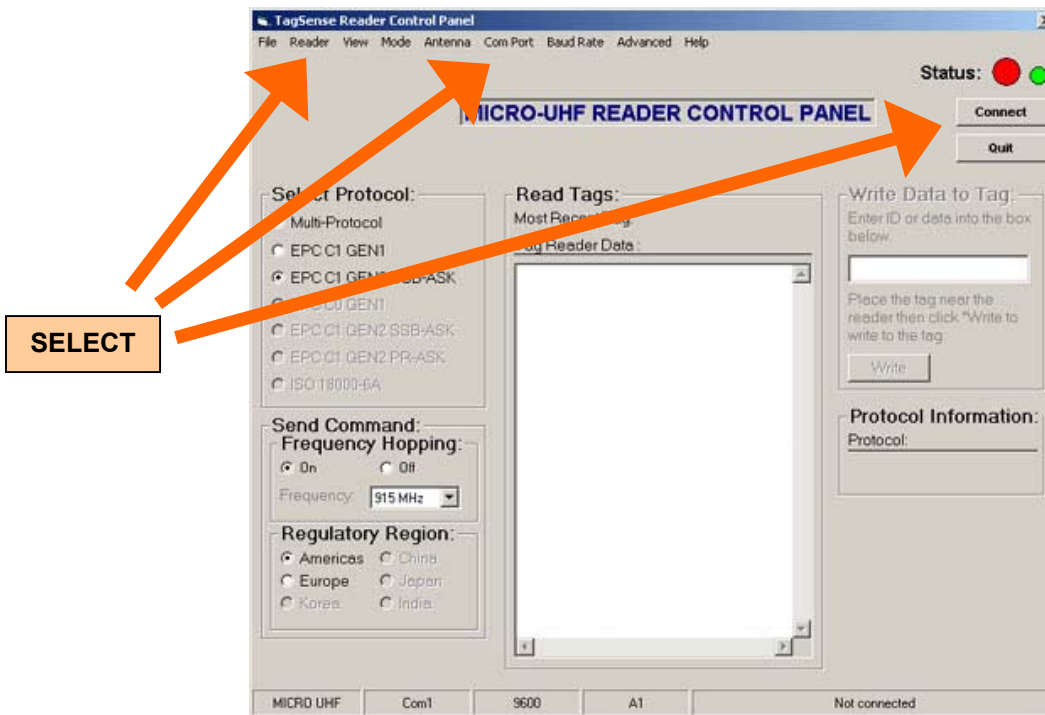 TagSense Reader Control Panel
File Reader View Mode Antenna Com Port Baud Rate Advanced Help
Status:
MICRO-UHF READER CONTROL PANEL
Connect
Quit
SELECT
Select Protocol:
Multi-Protocol
EPC C1 GEN1
EPC C1 GEN2 -ASK
GEN1
EPC C1 GEN2 SSB-ASK
EPC C1 GEN2 PR-ASK
ISO 18000-6A
Send Command:
Frequency Hopping:
On Off
Frequency: 915 MHz
Regulatory Region:
Americas China
Europe Japan
Korea India
Read Tags:
Most Recent Tag:
Tag Reader Data :
Write Data to Tag:
Enter ID or data into the box
below.
Place the tag near the
reader then click "Write to
write to the tag.
Write
Protocol Information:
Protocol:
MICRO UHF Com1 9600 A1 Not connected